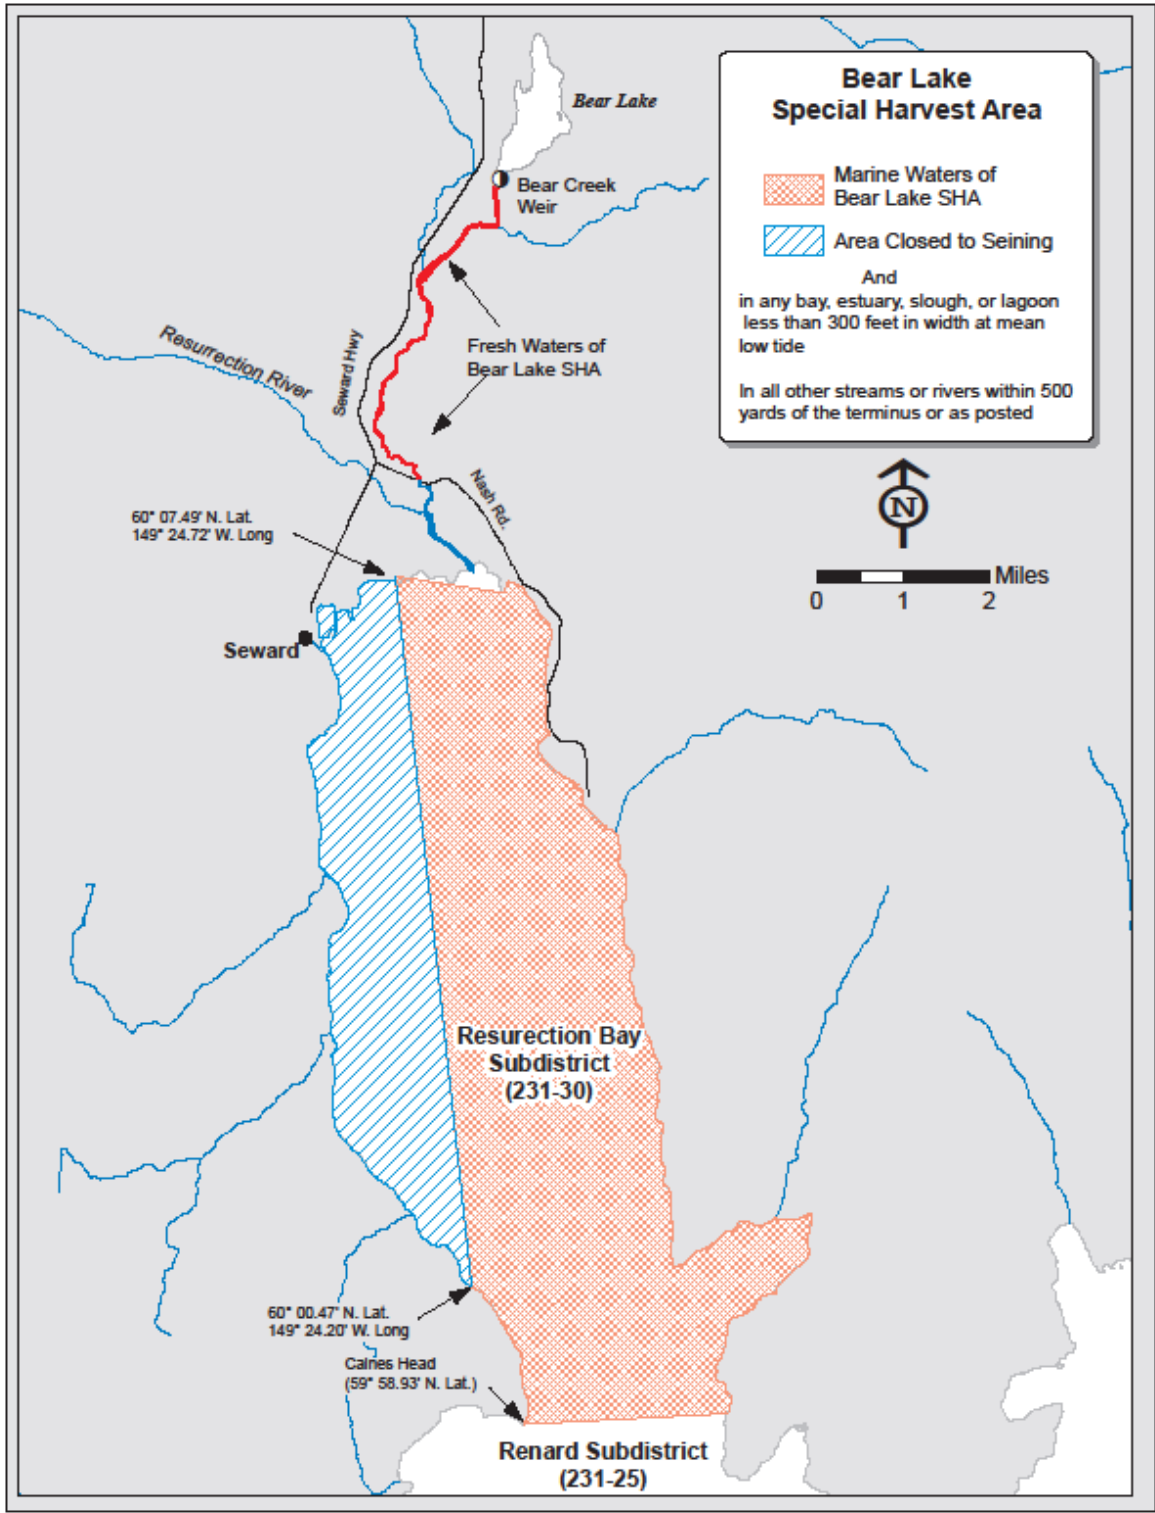 Bear Lake
Special Harvest Area
Marine Waters of
Bear Lake SHA
Area Closed to Seining
And
in any bay, estuary, slough, or lagoon
less than 300 feet in width at mean
low tide
In all other streams or rivers within 500
yards of the terminus or as posted
Bear Lake
Bear Creek
Weir
Resurrection River
Seward Hwy
Fresh Waters of
Bear Lake SHA
Nash Rd.
N
Miles
0 1 2
60° 07.49' N. Lat.
149° 24.72' W. Long
Seward
Resurection Bay
Subdistrict
(231-30)
60° 00.47' N. Lat.
149° 24.20' W. Long
Caines Head
(59° 58.93' N. Lat.)
Renard Subdistrict
(231-25)